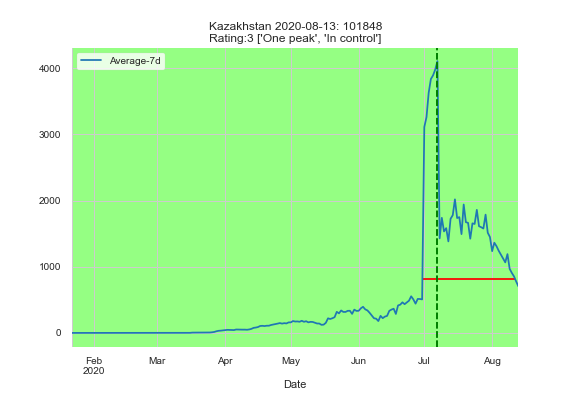 Kazakhstan 2020-08-13: 101848
Rating:3 ['One peak', 'In control']
Average-7d
4000
3000
2000
1000
0
Feb Mar Apr May Jun Jul Aug
2020
Date